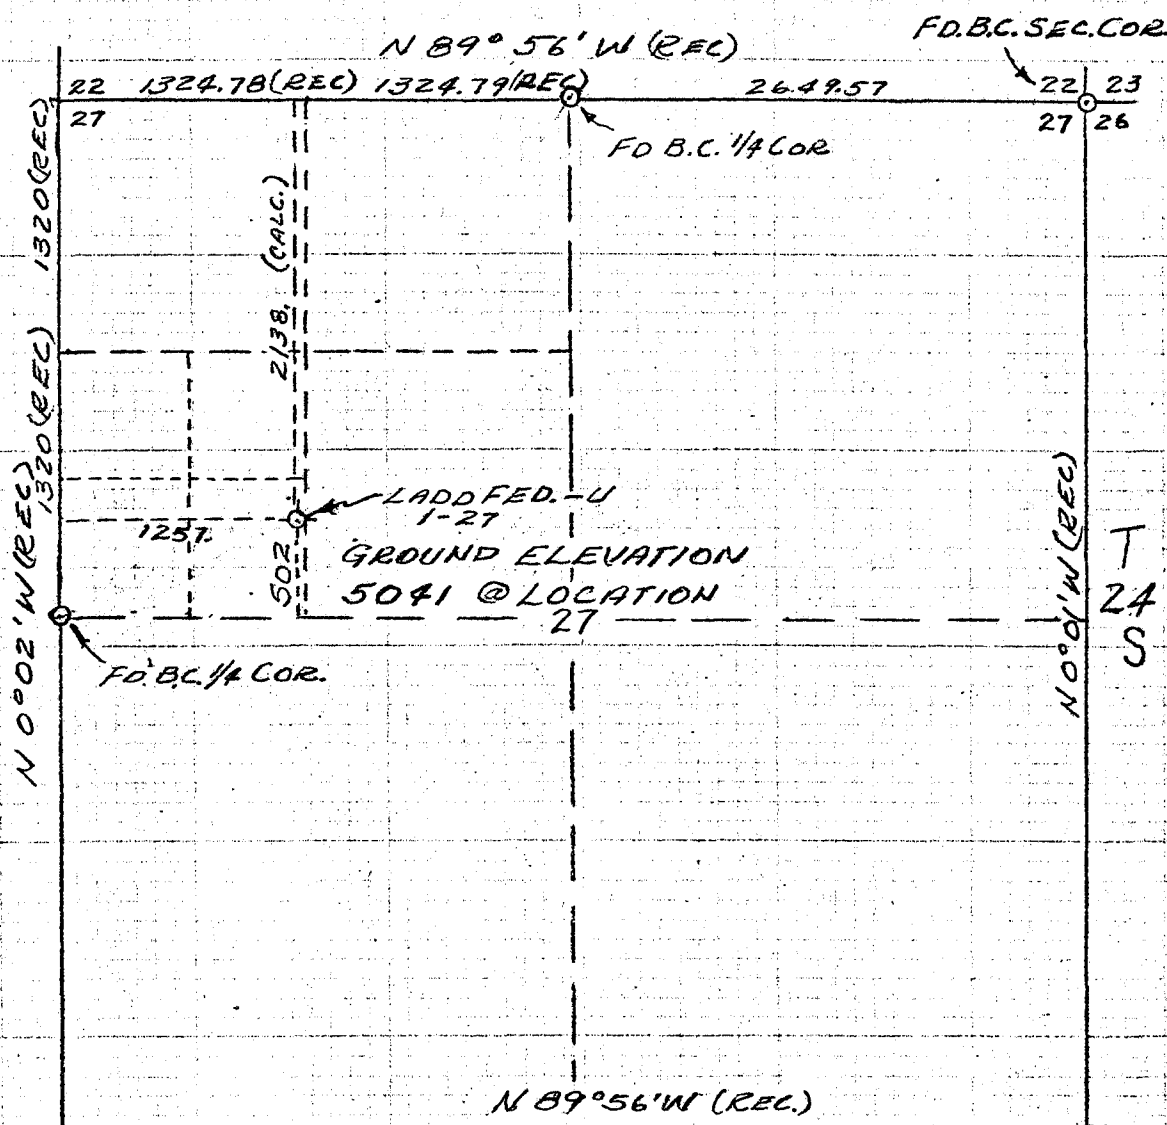 FD. B.C. SEC. COR.
N 89° 56' W (REC)
22 1324.78 (REC) 1324.79 (REC) 26.49.57 22 23
27 27 26
FD B.C. 1/4 COR
1320 (REC)
2138. (CALC.)
1320 (REC)
LADD FED. - U
1-27
1257.
502
GROUND ELEVATION
5041 @ LOCATION
27
N 0° 02' W (REC)
N 0° 01' W (REC)
T
24
S
FD. B.C. 1/4 COR.
N 89° 56' W (REC.)